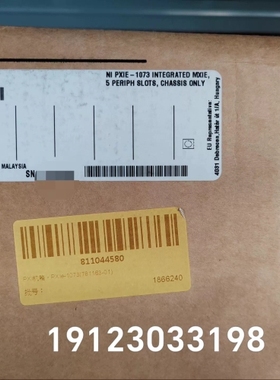 NI PXIE-1073 INTEGRATED MXIE,
5 PERIPH SLOTS, CHASSIS ONLY
EU Representative:
4031 Debrecen, Határ út 1/A, Hungary
MALAYSIA
SN
811044580
1866240
19123033198